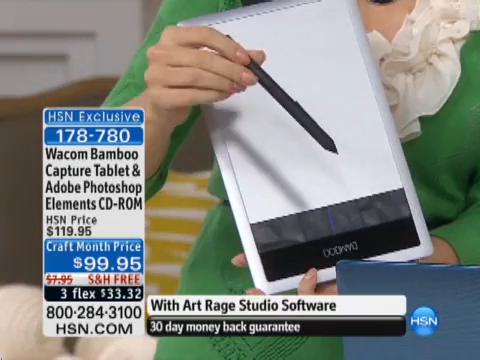 HSN Exclusive
178-780
Wacom Bamboo
Capture Tablet &
Adobe Photoshop
Elements CD-ROM
HSN Price
$119.95
Craft Month Price
$99.95
$7.95 S&H FREE
3 flex $33.32
800·284·3100
HSN.COM
With Art Rage Studio Software
30 day money back guarantee
HSN
BAMBOO